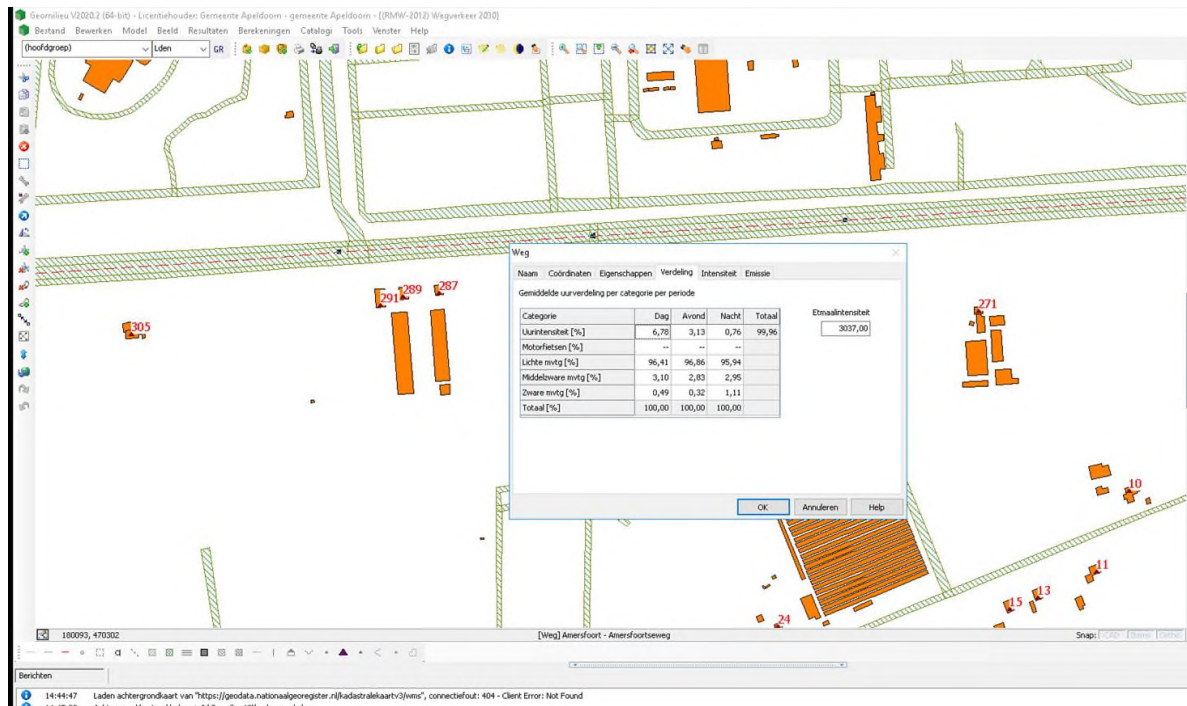 Geomilieu V2020.2 (64-bit) - Licentiehouder: Gemeente Apeldoorn - gemeente Apeldoorn - [(RMW-2012) Wegverkeer 2030]
Bestand Bewerken Model Beeld Resultaten Berekeningen Catalogi Tools Venster Help
(hoofdgroep) Lden GR
291 289 287
305
271
Weg
Naam Coördinaten Eigenschappen Verdeling Intensiteit Emissie
Gemiddelde uurverdeling per categorie per periode
Categorie Dag Avond Nacht Totaal Etmaalintensiteit
Uurintensiteit [%] 6,78 3,13 0,76 99,96 3037,00
Motorfietsen [%] -- -- --
Lichte mvtg [%] 96,41 96,86 95,94
Middelzware mvtg [%] 3,10 2,83 2,95
Zware mvtg [%] 0,49 0,32 1,11
Totaal [%] 100,00 100,00 100,00
OK Annuleren Help
10
11
13
15
24
180093, 470302 [Weg] Amersfoort - Amersfoortseweg Snap: CAD Items Ortho
Berichten
14:44:47 Laden achtergrondkaart van "https://geodata.nationaalgeoregister.nl/kadastralekaartv3/wms", connectiefout: 404 - Client Error: Not Found